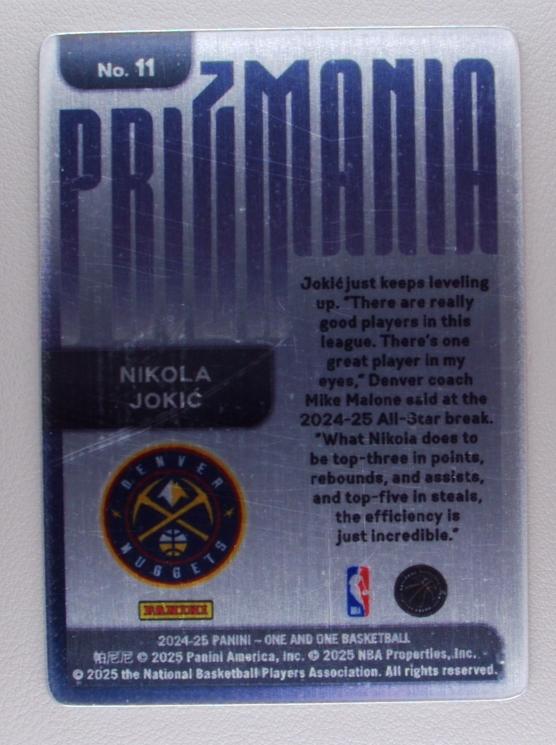 No. 11
PRIZMANIA
Jokić just keeps leveling
up. "There are really
good players in this
league. There's one
great player in my
eyes," Denver coach
Mike Malone said at the
2024-25 All-Star break.
"What Nikola does to
be top-three in points,
rebounds, and assists,
and top-five in steals,
the efficiency is
just incredible."
NIKOLA
JOKIĆ
DENVER
NUGGETS
PANINI
NBA
2024-25 PANINI – ONE AND ONE BASKETBALL
帕尼尼 © 2025 Panini America, Inc. © 2025 NBA Properties, Inc.
© 2025 the National Basketball Players Association. All rights reserved.